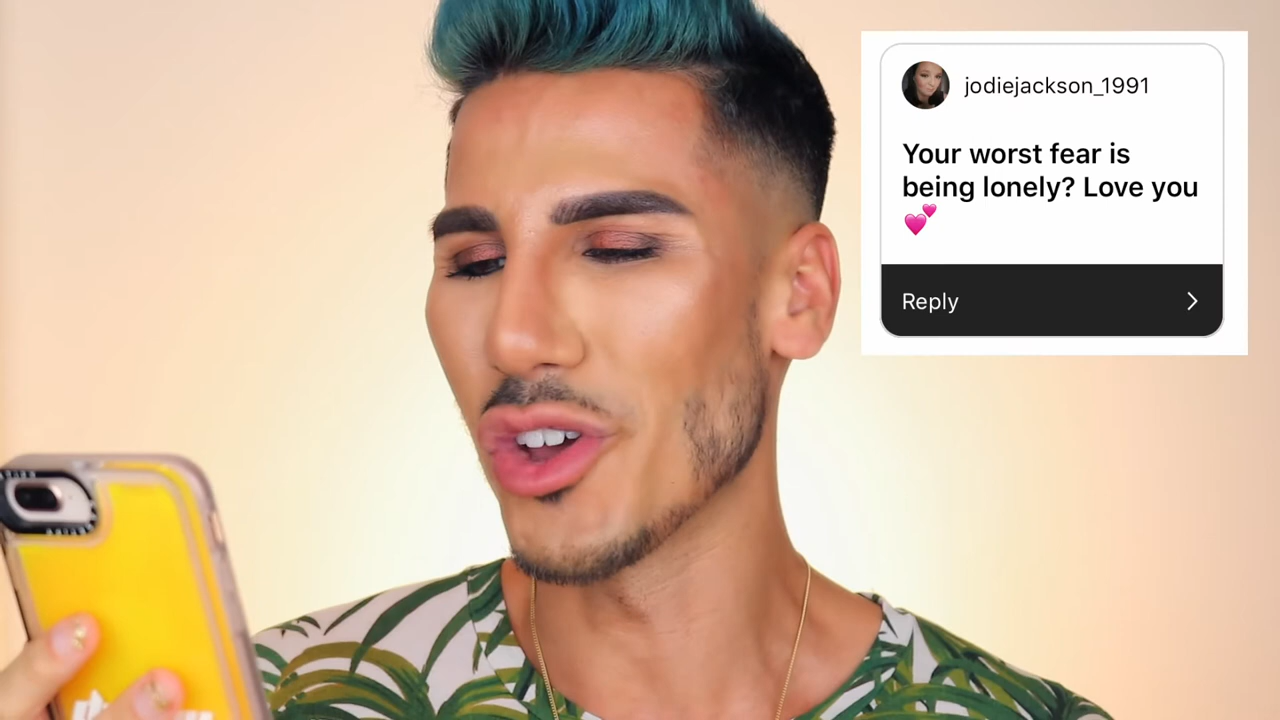 jodiejackson_1991
Your worst fear is
being lonely? Love you
💕
Reply